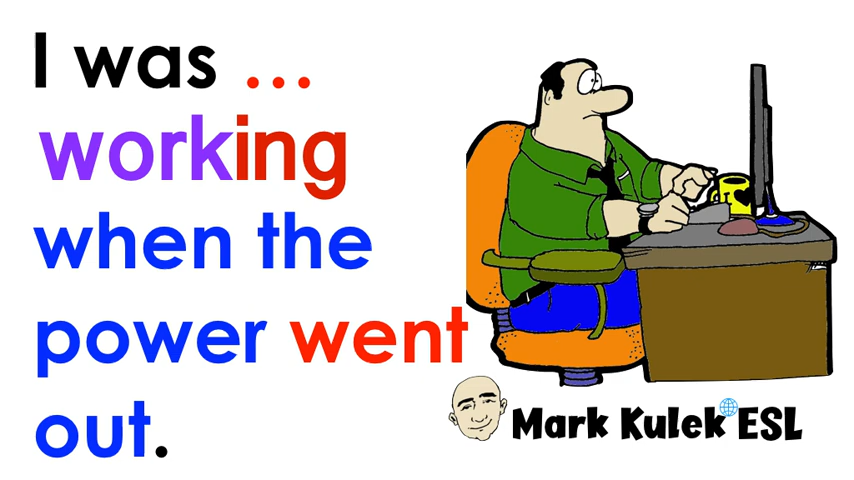 I was ...
working
when the
power went
out.
Mark Kulek ESL